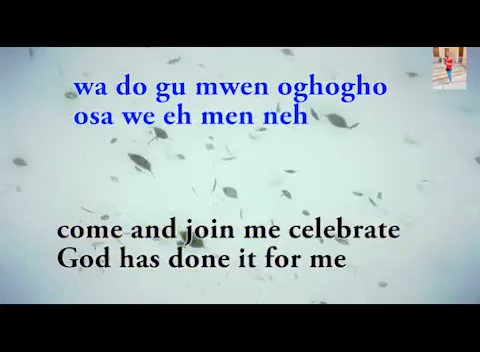 wa do gu mwen oghogho
osa we eh men neh
come and join me celebrate
God has done it for me